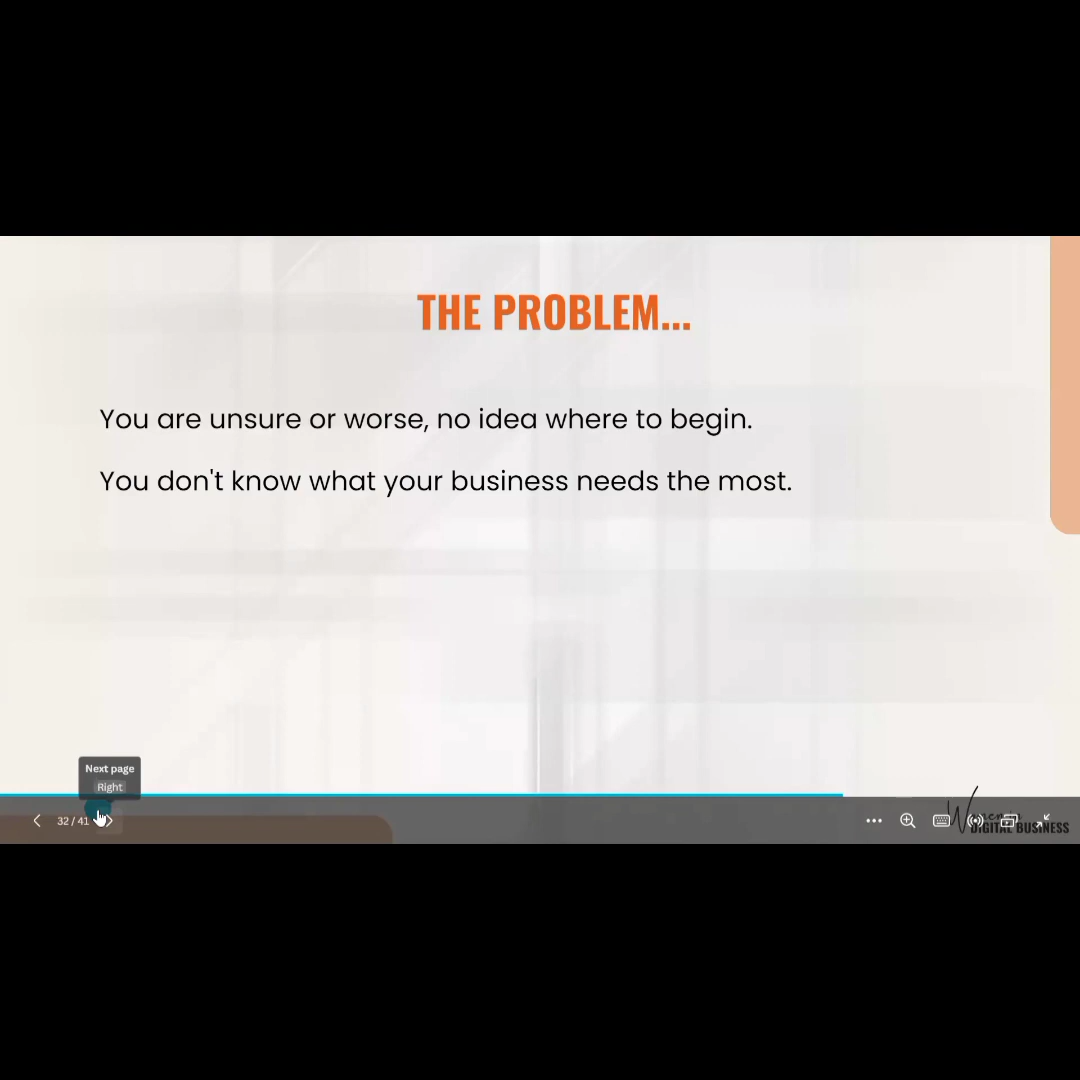 THE PROBLEM...
You are unsure or worse, no idea where to begin.
You don't know what your business needs the most.
Next page
Right
32 / 41
DIGITAL BUSINESS